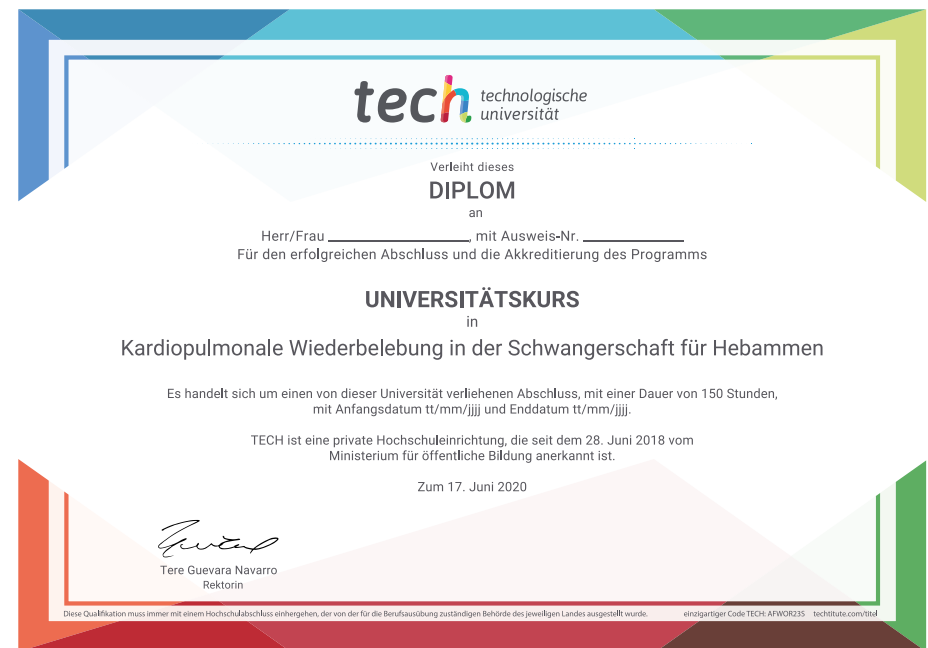 tech technologische
universität
Verleiht dieses
DIPLOM
an
Herr/Frau ____________________, mit Ausweis-Nr. ______________
Für den erfolgreichen Abschluss und die Akkreditierung des Programms
UNIVERSITÄTSKURS
in
Kardiopulmonale Wiederbelebung in der Schwangerschaft für Hebammen
Es handelt sich um einen von dieser Universität verliehenen Abschluss, mit einer Dauer von 150 Stunden,
mit Anfangsdatum tt/mm/jjjj und Enddatum tt/mm/jjjj.
TECH ist eine private Hochschuleinrichtung, die seit dem 28. Juni 2018 vom
Ministerium für öffentliche Bildung anerkannt ist.
Zum 17. Juni 2020
Tere Guevara Navarro
Rektorin
Diese Qualifikation muss immer mit einem Hochschulabschluss einhergehen, der von der für die Berufsausübung zuständigen Behörde des jeweiligen Landes ausgestellt wurde. einzigartiger Code TECH: AFWOR23S techtitute.com/titel